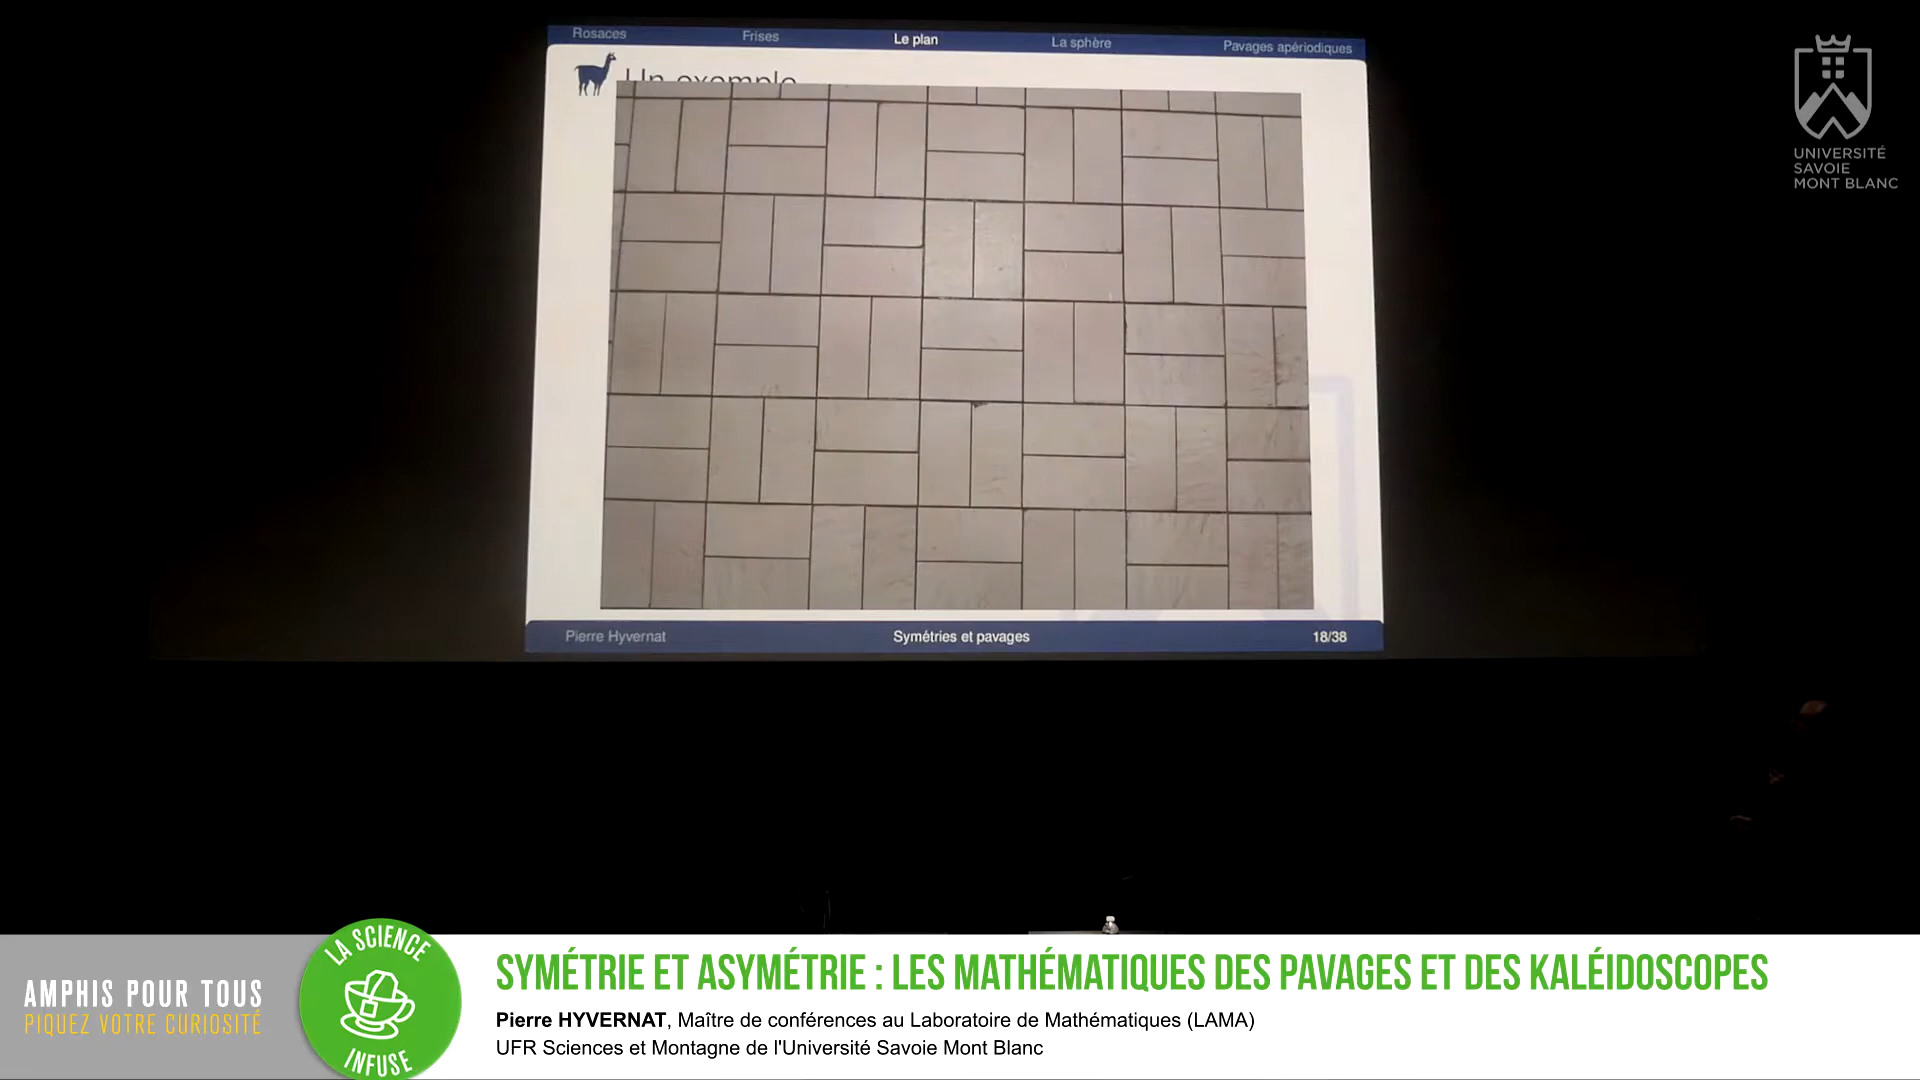 Rosaces
Frises
Le plan
La sphère
Pavages apériodiques
Un exemple
Pierre Hyvernat
Symétries et pavages
18/38
UNIVERSITÉ
SAVOIE
MONT BLANC
AMPHIS POUR TOUS
PIQUEZ VOTRE CURIOSITÉ
LA SCIENCE
INFUSE
SYMÉTRIE ET ASYMÉTRIE : LES MATHÉMATIQUES DES PAVAGES ET DES KALÉIDOSCOPES
Pierre HYVERNAT, Maître de conférences au Laboratoire de Mathématiques (LAMA)
UFR Sciences et Montagne de l'Université Savoie Mont Blanc